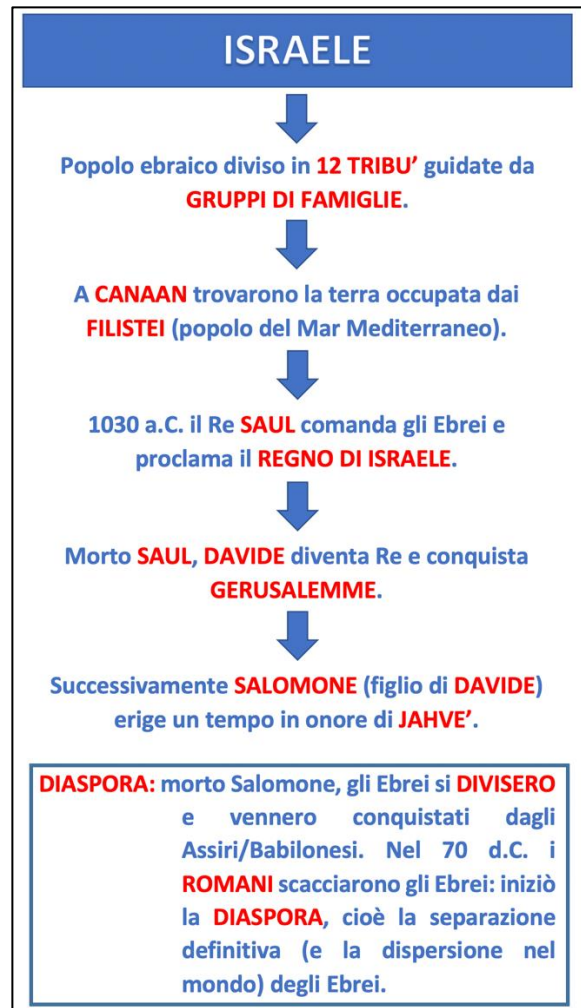 ISRAELE
Popolo ebraico diviso in 12 TRIBU’ guidate da
GRUPPI DI FAMIGLIE.
A CANAAN trovarono la terra occupata dai
FILISTEI (popolo del Mar Mediterraneo).
1030 a.C. il Re SAUL comanda gli Ebrei e
proclama il REGNO DI ISRAELE.
Morto SAUL, DAVIDE diventa Re e conquista
GERUSALEMME.
Successivamente SALOMONE (figlio di DAVIDE)
erige un tempo in onore di JAHVE’.
DIASPORA: morto Salomone, gli Ebrei si DIVISERO
e vennero conquistati dagli
Assiri/Babilonesi. Nel 70 d.C. i
ROMANI scacciarono gli Ebrei: iniziò
la DIASPORA, cioè la separazione
definitiva (e la dispersione nel
mondo) degli Ebrei.